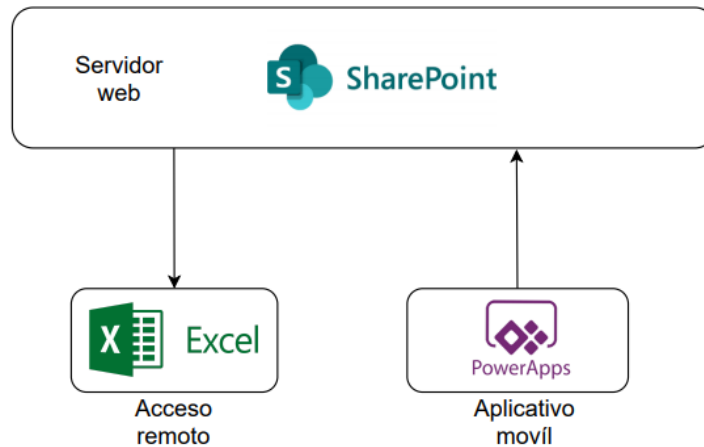 Servidor
web
S SharePoint
X Excel
PowerApps
Acceso
remoto
Aplicativo
movíl